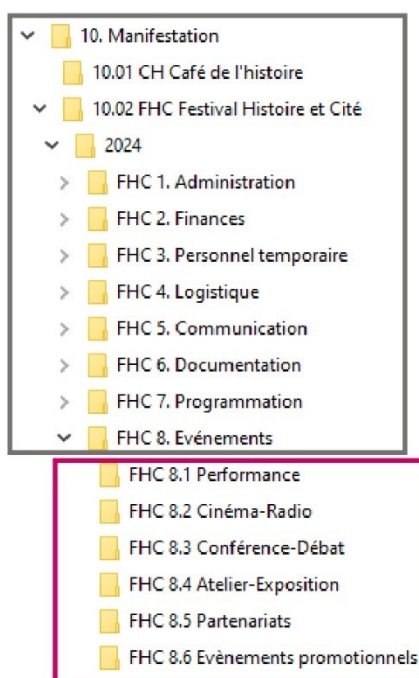 10. Manifestation
10.01 CH Café de l'histoire
10.02 FHC Festival Histoire et Cité
2024
FHC 1. Administration
FHC 2. Finances
FHC 3. Personnel temporaire
FHC 4. Logistique
FHC 5. Communication
FHC 6. Documentation
FHC 7. Programmation
FHC 8. Evénements
FHC 8.1 Performance
FHC 8.2 Cinéma-Radio
FHC 8.3 Conférence-Débat
FHC 8.4 Atelier-Exposition
FHC 8.5 Partenariats
FHC 8.6 Evènements promotionnels